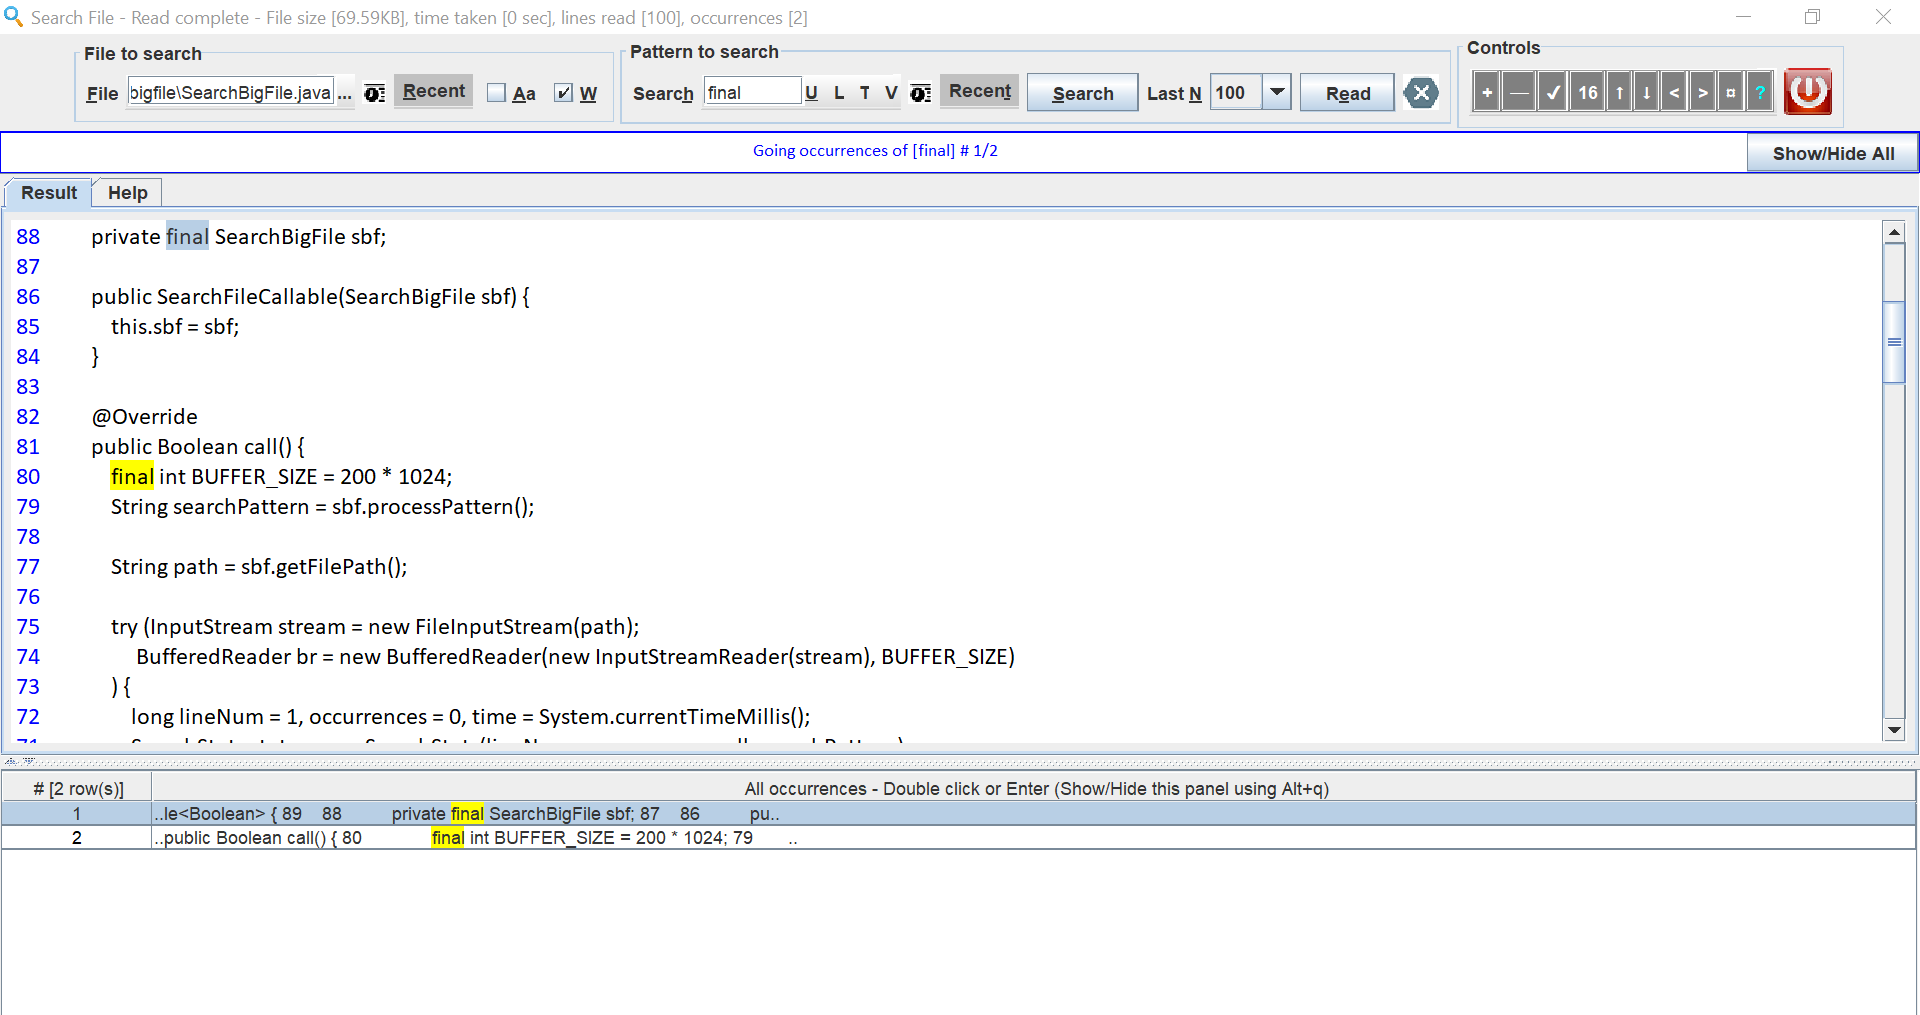 Search File - Read complete - File size [69.59KB], time taken [0 sec], lines read [100], occurrences [2]
File to search
Pattern to search
Controls
File bigfile\SearchBigFile.java ... Recent Aa W
Search final U L T V Recent Search Last N 100 Read
+ — ✓ 16 ↑ ↓ < > ¤ ?
Going occurrences of [final] # 1/2
Show/Hide All
Result Help
88 private final SearchBigFile sbf;
87
86 public SearchFileCallable(SearchBigFile sbf) {
85 this.sbf = sbf;
84 }
83
82 @Override
81 public Boolean call() {
80 final int BUFFER_SIZE = 200 * 1024;
79 String searchPattern = sbf.processPattern();
78
77 String path = sbf.getFilePath();
76
75 try (InputStream stream = new FileInputStream(path);
74 BufferedReader br = new BufferedReader(new InputStreamReader(stream), BUFFER_SIZE)
73 ) {
72 long lineNum = 1, occurrences = 0, time = System.currentTimeMillis();
71
# [2 row(s)] All occurrences - Double click or Enter (Show/Hide this panel using Alt+q)
1 ..le<Boolean> { 89 88 private final SearchBigFile sbf; 87 86 pu..
2 ..public Boolean call() { 80 final int BUFFER_SIZE = 200 * 1024; 79 ..